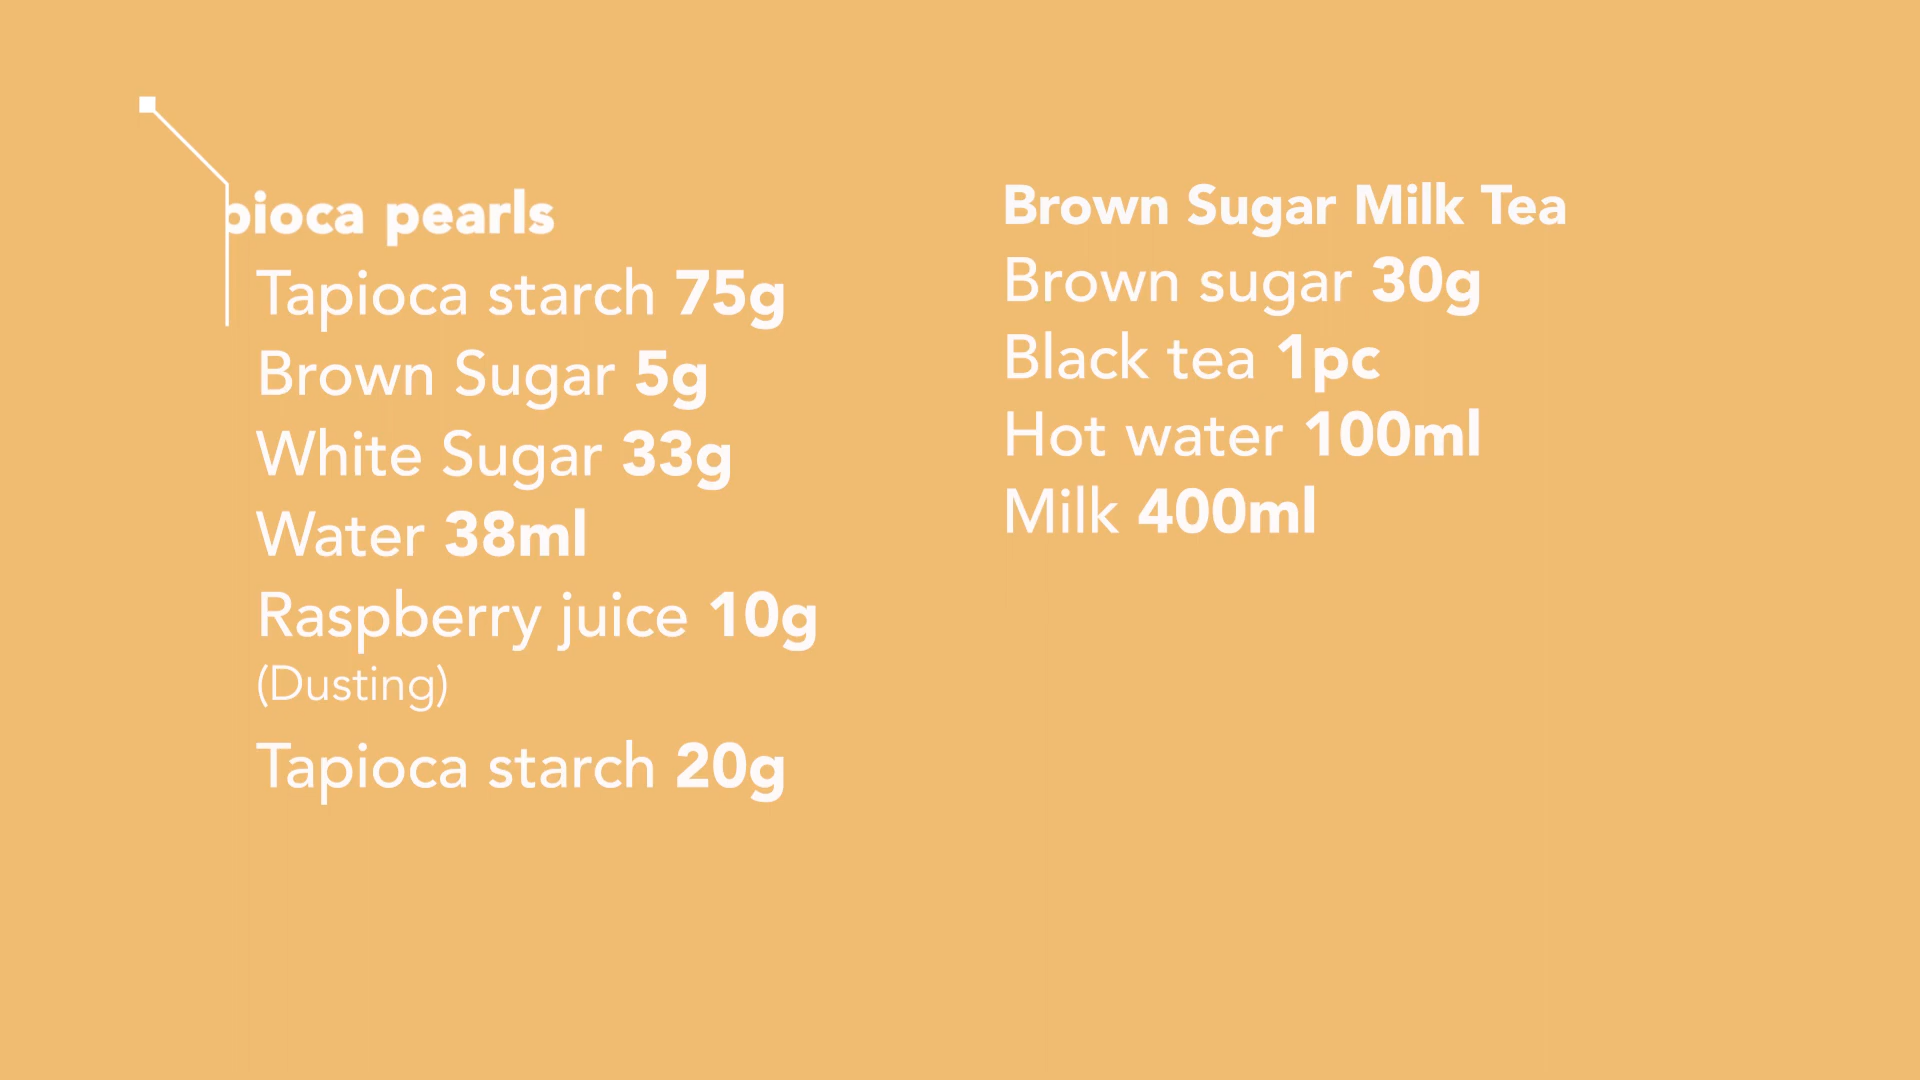 pioca pearls
Tapioca starch 75g
Brown Sugar 5g
White Sugar 33g
Water 38ml
Raspberry juice 10g
(Dusting)
Tapioca starch 20g
Brown Sugar Milk Tea
Brown sugar 30g
Black tea 1pc
Hot water 100ml
Milk 400ml